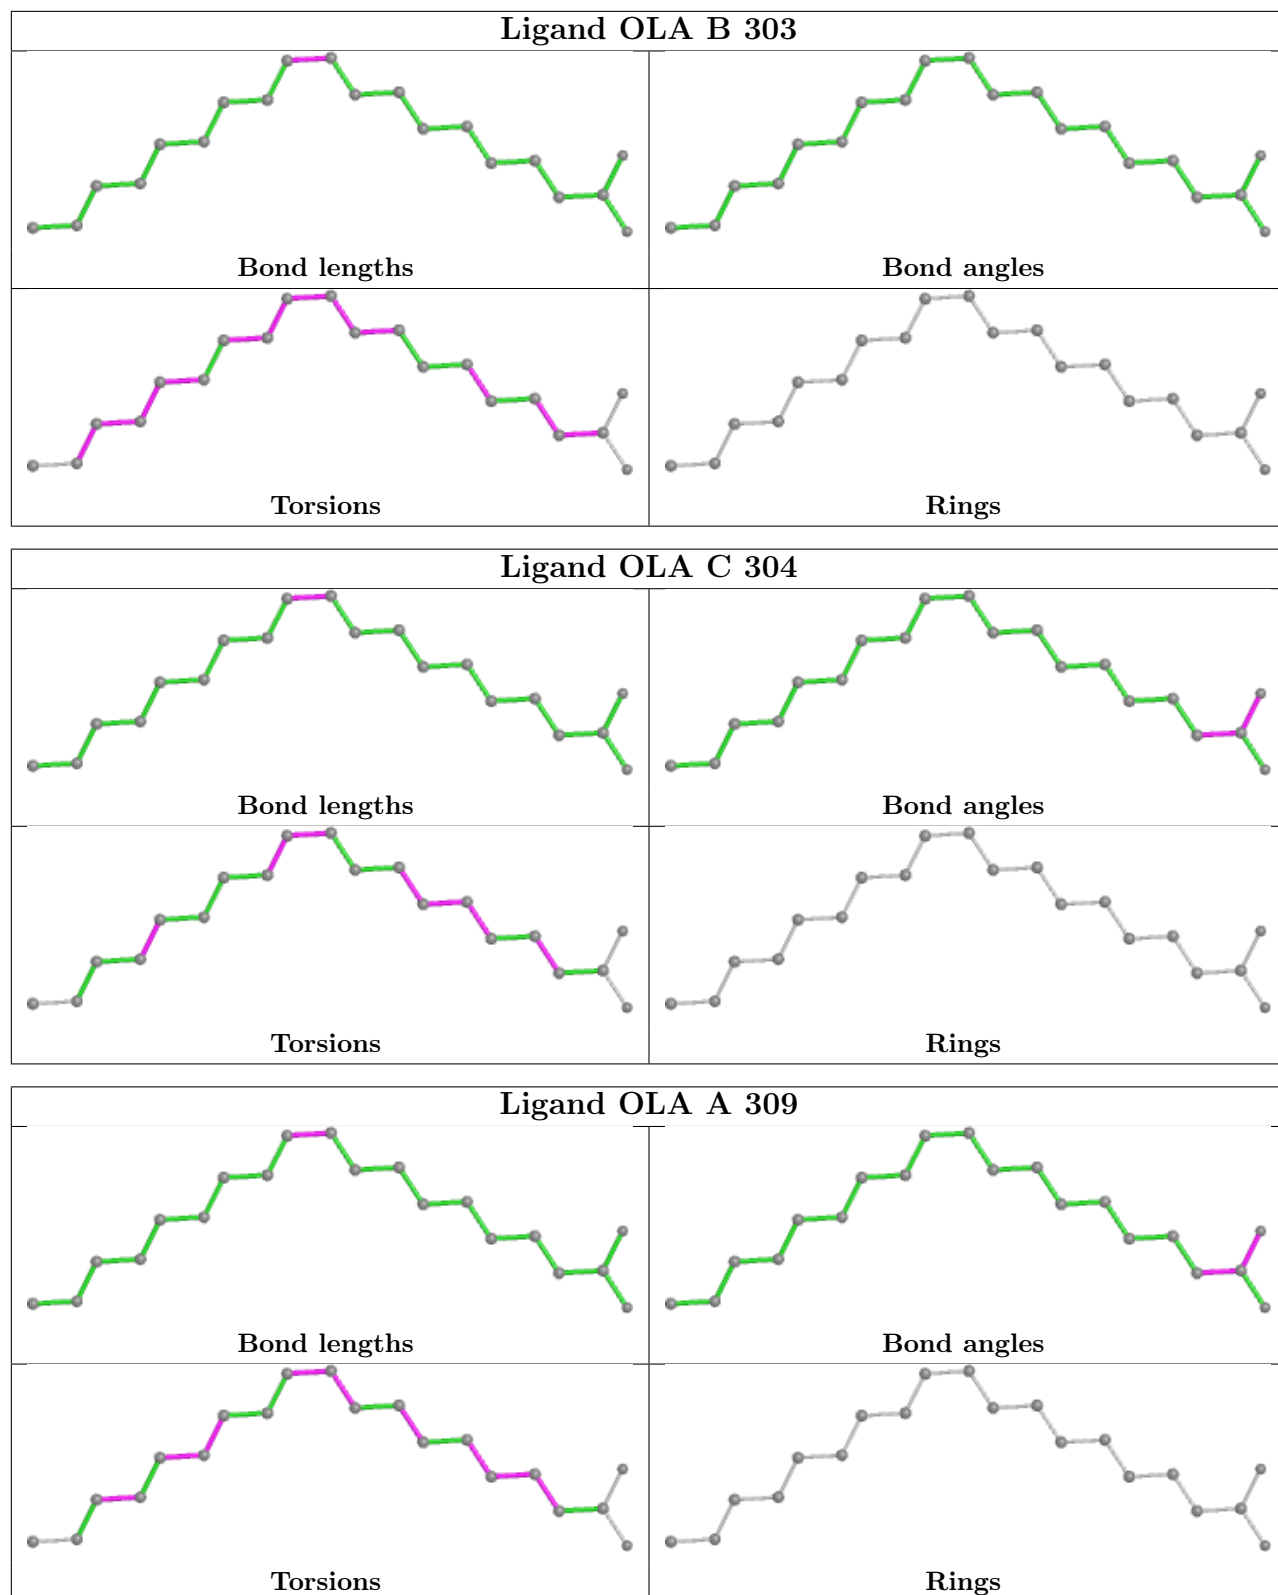 Ligand OLA B 303
Bond lengths
Bond angles
Torsions
Rings
Ligand OLA C 304
Bond lengths
Bond angles
Torsions
Rings
Ligand OLA A 309
Bond lengths
Bond angles
Torsions
Rings